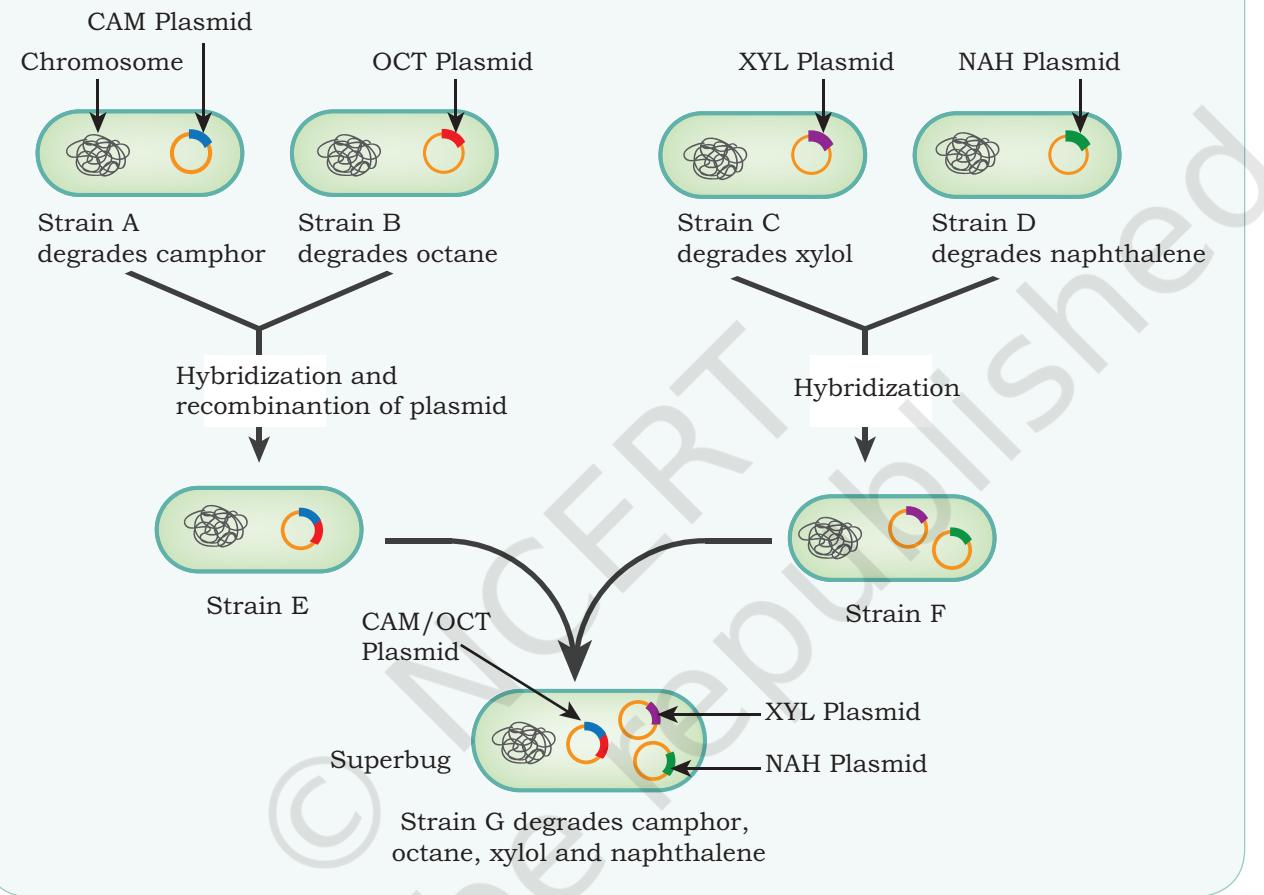 CAM Plasmid
Chromosome
OCT Plasmid
XYL Plasmid
NAH Plasmid
Strain A
degrades camphor
Strain B
degrades octane
Strain C
degrades xylol
Strain D
degrades naphthalene
Hybridization and
recombinantion of plasmid
Hybridization
Strain E
Strain F
CAM/OCT
Plasmid
XYL Plasmid
Superbug
NAH Plasmid
Strain G degrades camphor,
octane, xylol and naphthalene
© NCERT
be republished